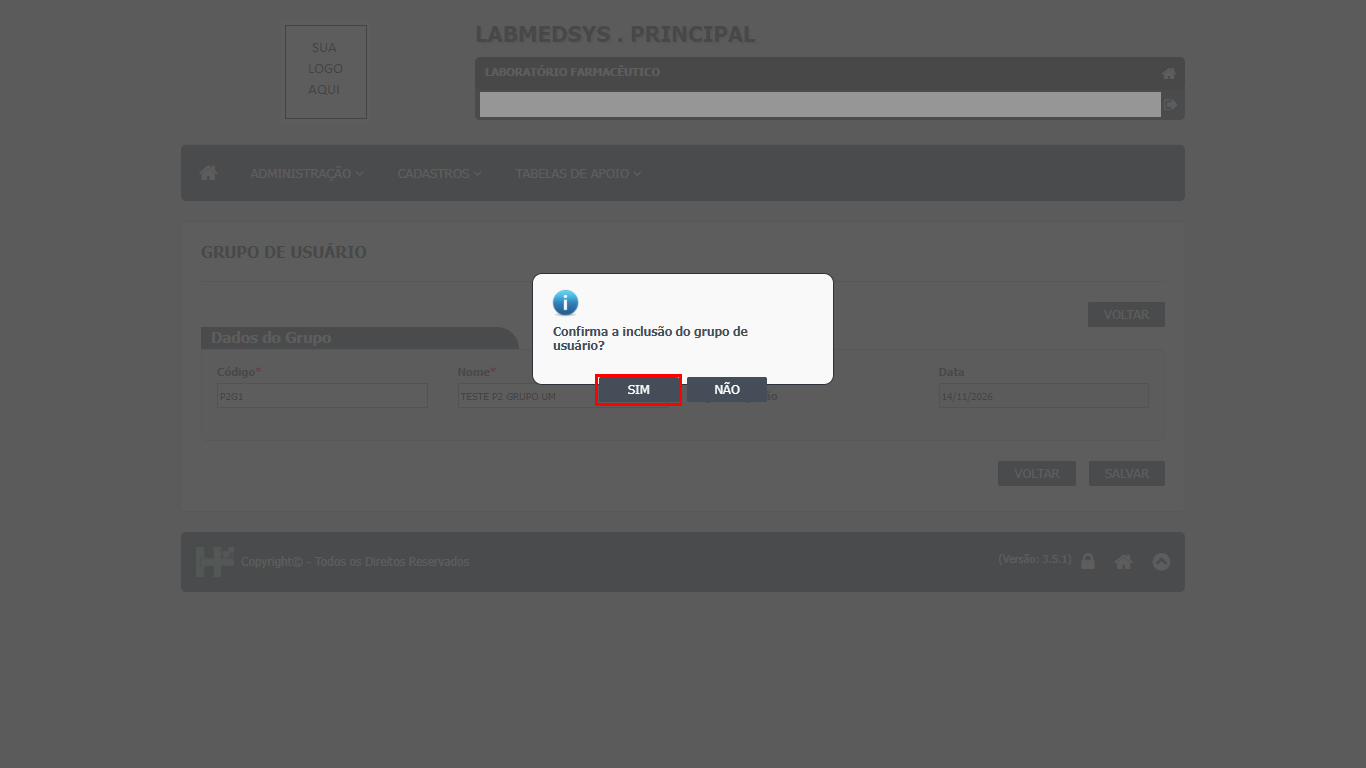 SUA
LOGO
AQUI
LABMEDSYS . PRINCIPAL
LABORATÓRIO FARMACÊUTICO
ADMINISTRAÇÃO
CADASTROS
TABELAS DE APOIO
GRUPO DE USUÁRIO
VOLTAR
Dados do Grupo
Confirma a inclusão do grupo de
usuário?
SIM
NÃO
Código*
Nome*
Data
P2G1
TESTE P2 GRUPO UM
14/11/2026
VOLTAR
SALVAR
Copyright© - Todos os Direitos Reservados
(Versão: 3.5.1)